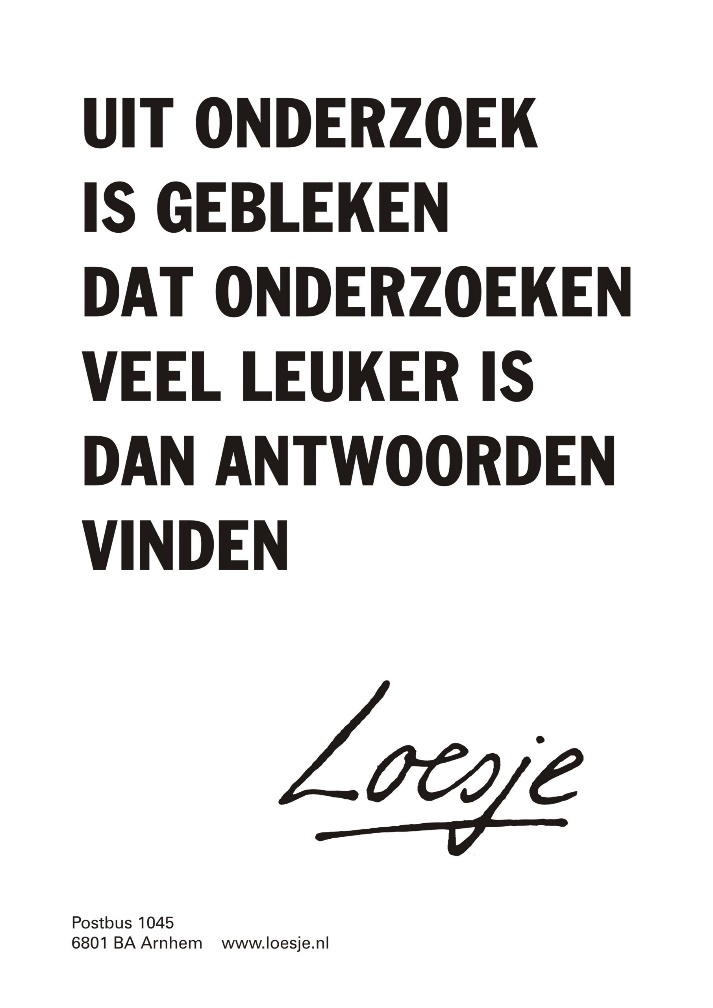 UIT ONDERZOEK
IS GEBLEKEN
DAT ONDERZOEKEN
VEEL LEUKER IS
DAN ANTWOORDEN
VINDEN
Loesje
Postbus 1045
6801 BA Arnhem www.loesje.nl